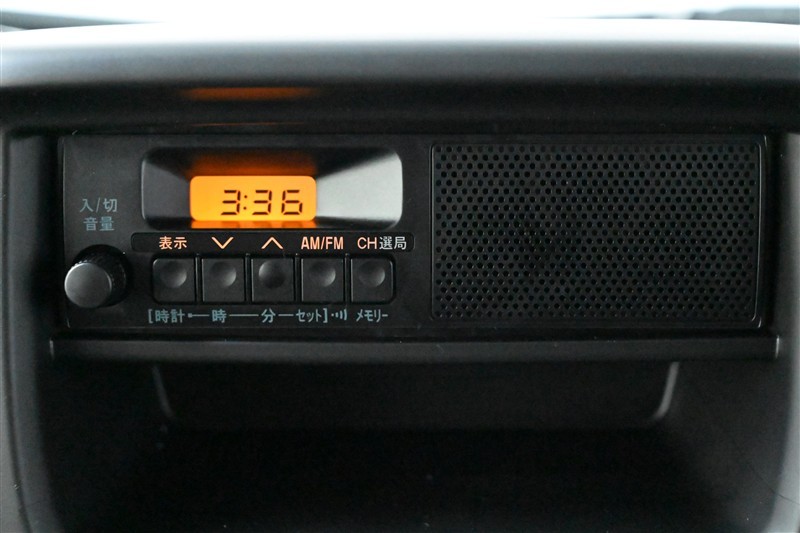 3:36
入/切
音量
表示 ∨ ∧ AM/FM CH選局
[時計•─時─分─セット] メモリー